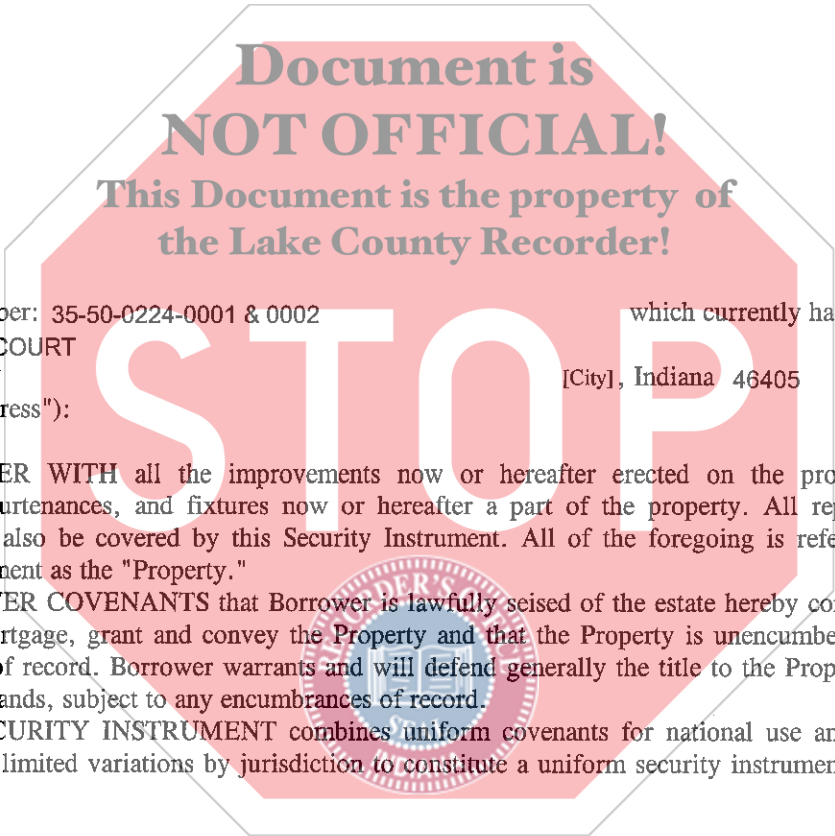 Document is
NOT OFFICIAL!
This Document is the property of
the Lake County Recorder!
ber: 35-50-0224-0001 & 0002 which currently ha
COURT
[City], Indiana 46405
ress"):
STOP
ER WITH all the improvements now or hereafter erected on the pro
urtenances, and fixtures now or hereafter a part of the property. All rep
also be covered by this Security Instrument. All of the foregoing is refe
ment as the "Property."
ER COVENANTS that Borrower is lawfully seised of the estate hereby con
rtgage, grant and convey the Property and that the Property is unencumbe
of record. Borrower warrants and will defend generally the title to the Prop
ands, subject to any encumbrances of record.
CURITY INSTRUMENT combines uniform covenants for national use an
limited variations by jurisdiction to constitute a uniform security instrumen
SEAL
INDIANA